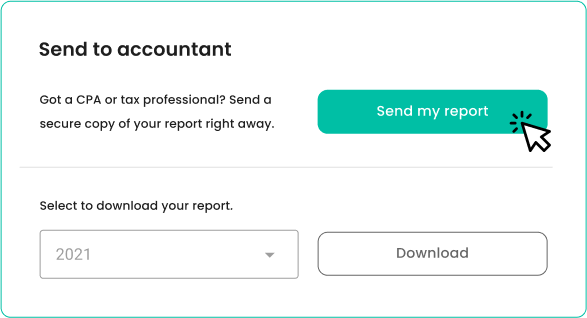 Send to accountant
Got a CPA or tax professional? Send a
secure copy of your report right away.
Send my report
Select to download your report.
2021
Download